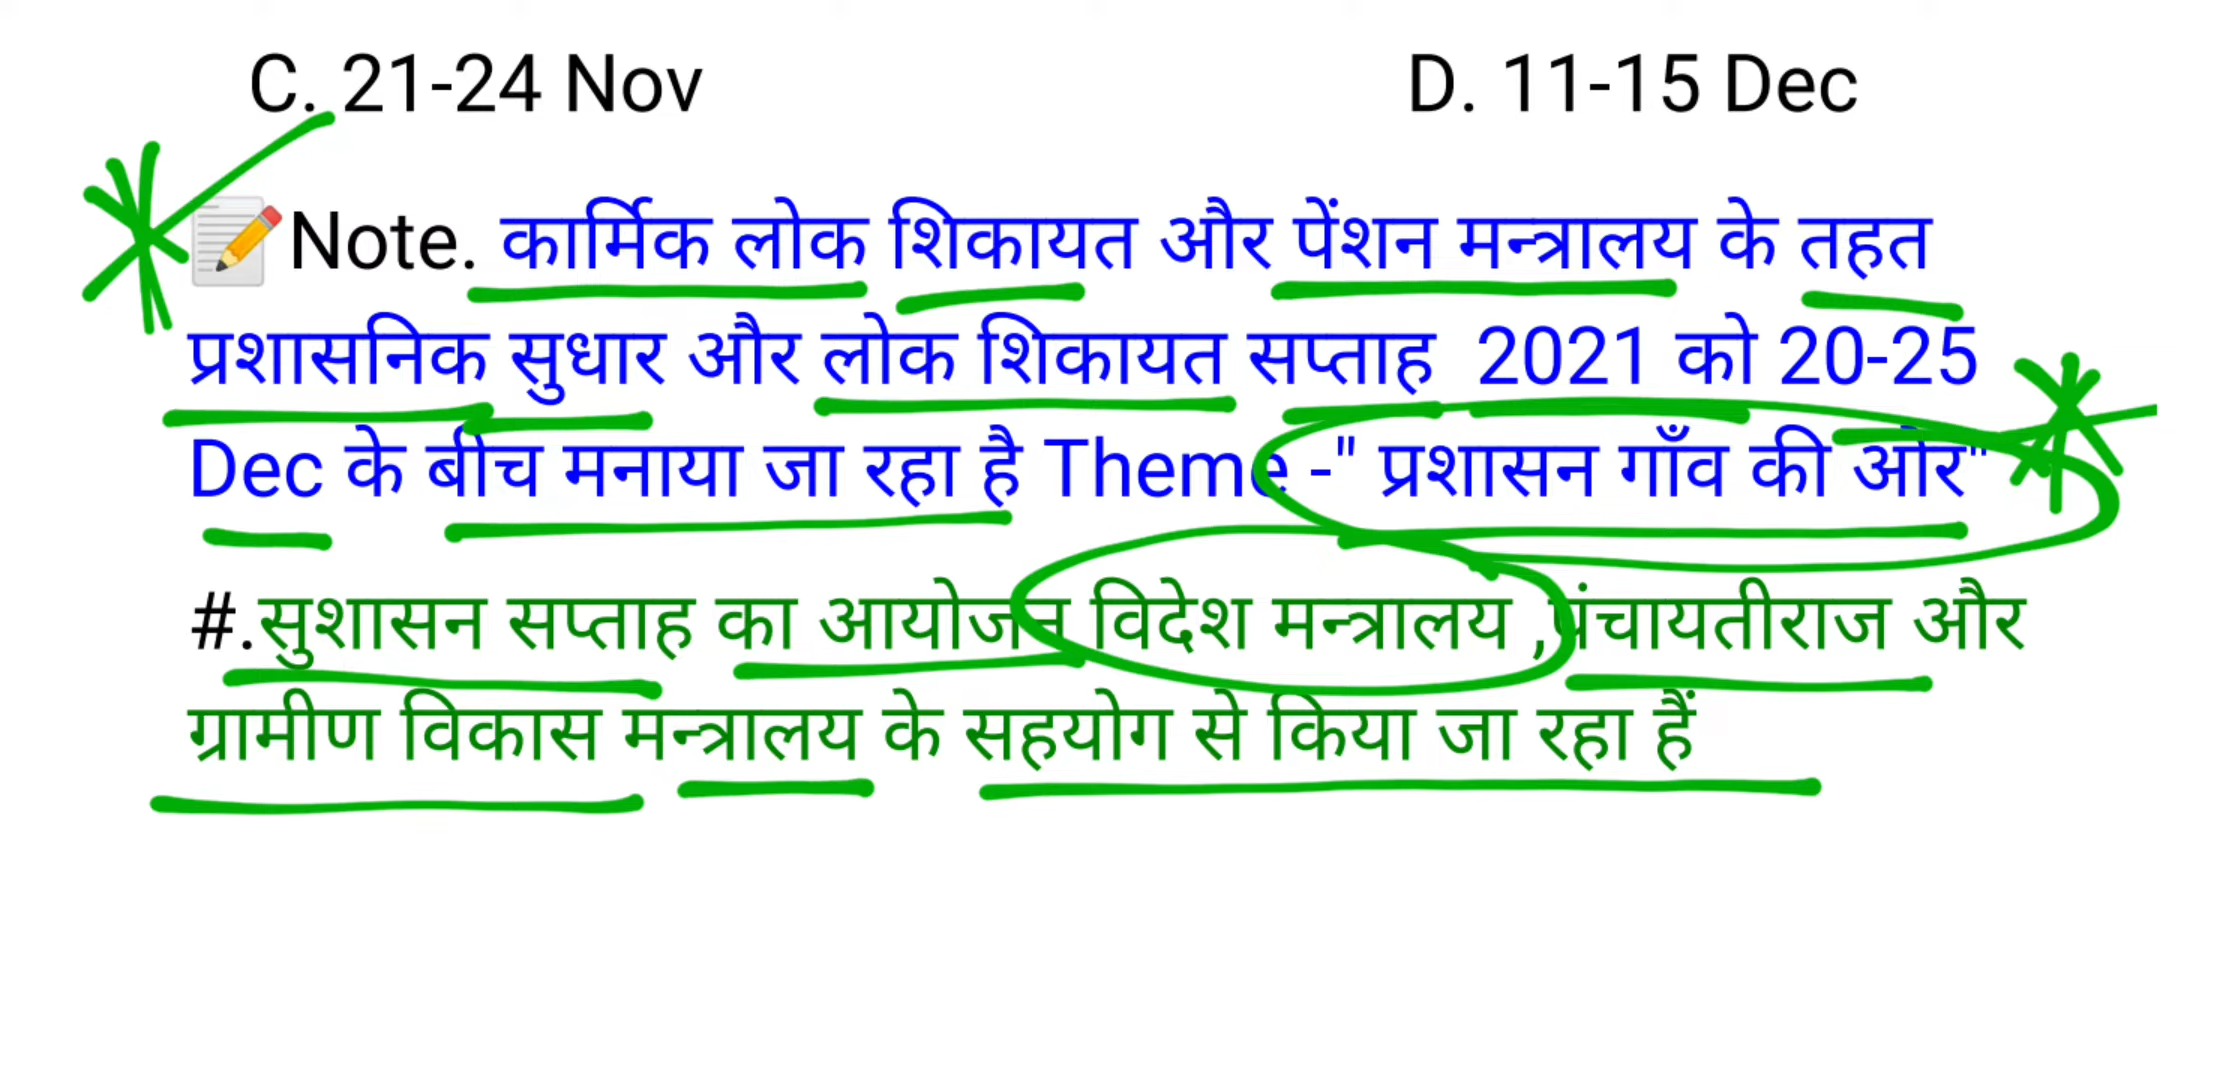 C. 21-24 Nov D. 11-15 Dec
Note. कार्मिक लोक शिकायत और पेंशन मन्त्रालय के तहत
प्रशासनिक सुधार और लोक शिकायत सप्ताह 2021 को 20-25
Dec के बीच मनाया जा रहा है Theme -" प्रशासन गाँव की ओर"
#.सुशासन सप्ताह का आयोजन विदेश मन्त्रालय ,पंचायतीराज और
ग्रामीण विकास मन्त्रालय के सहयोग से किया जा रहा हैं